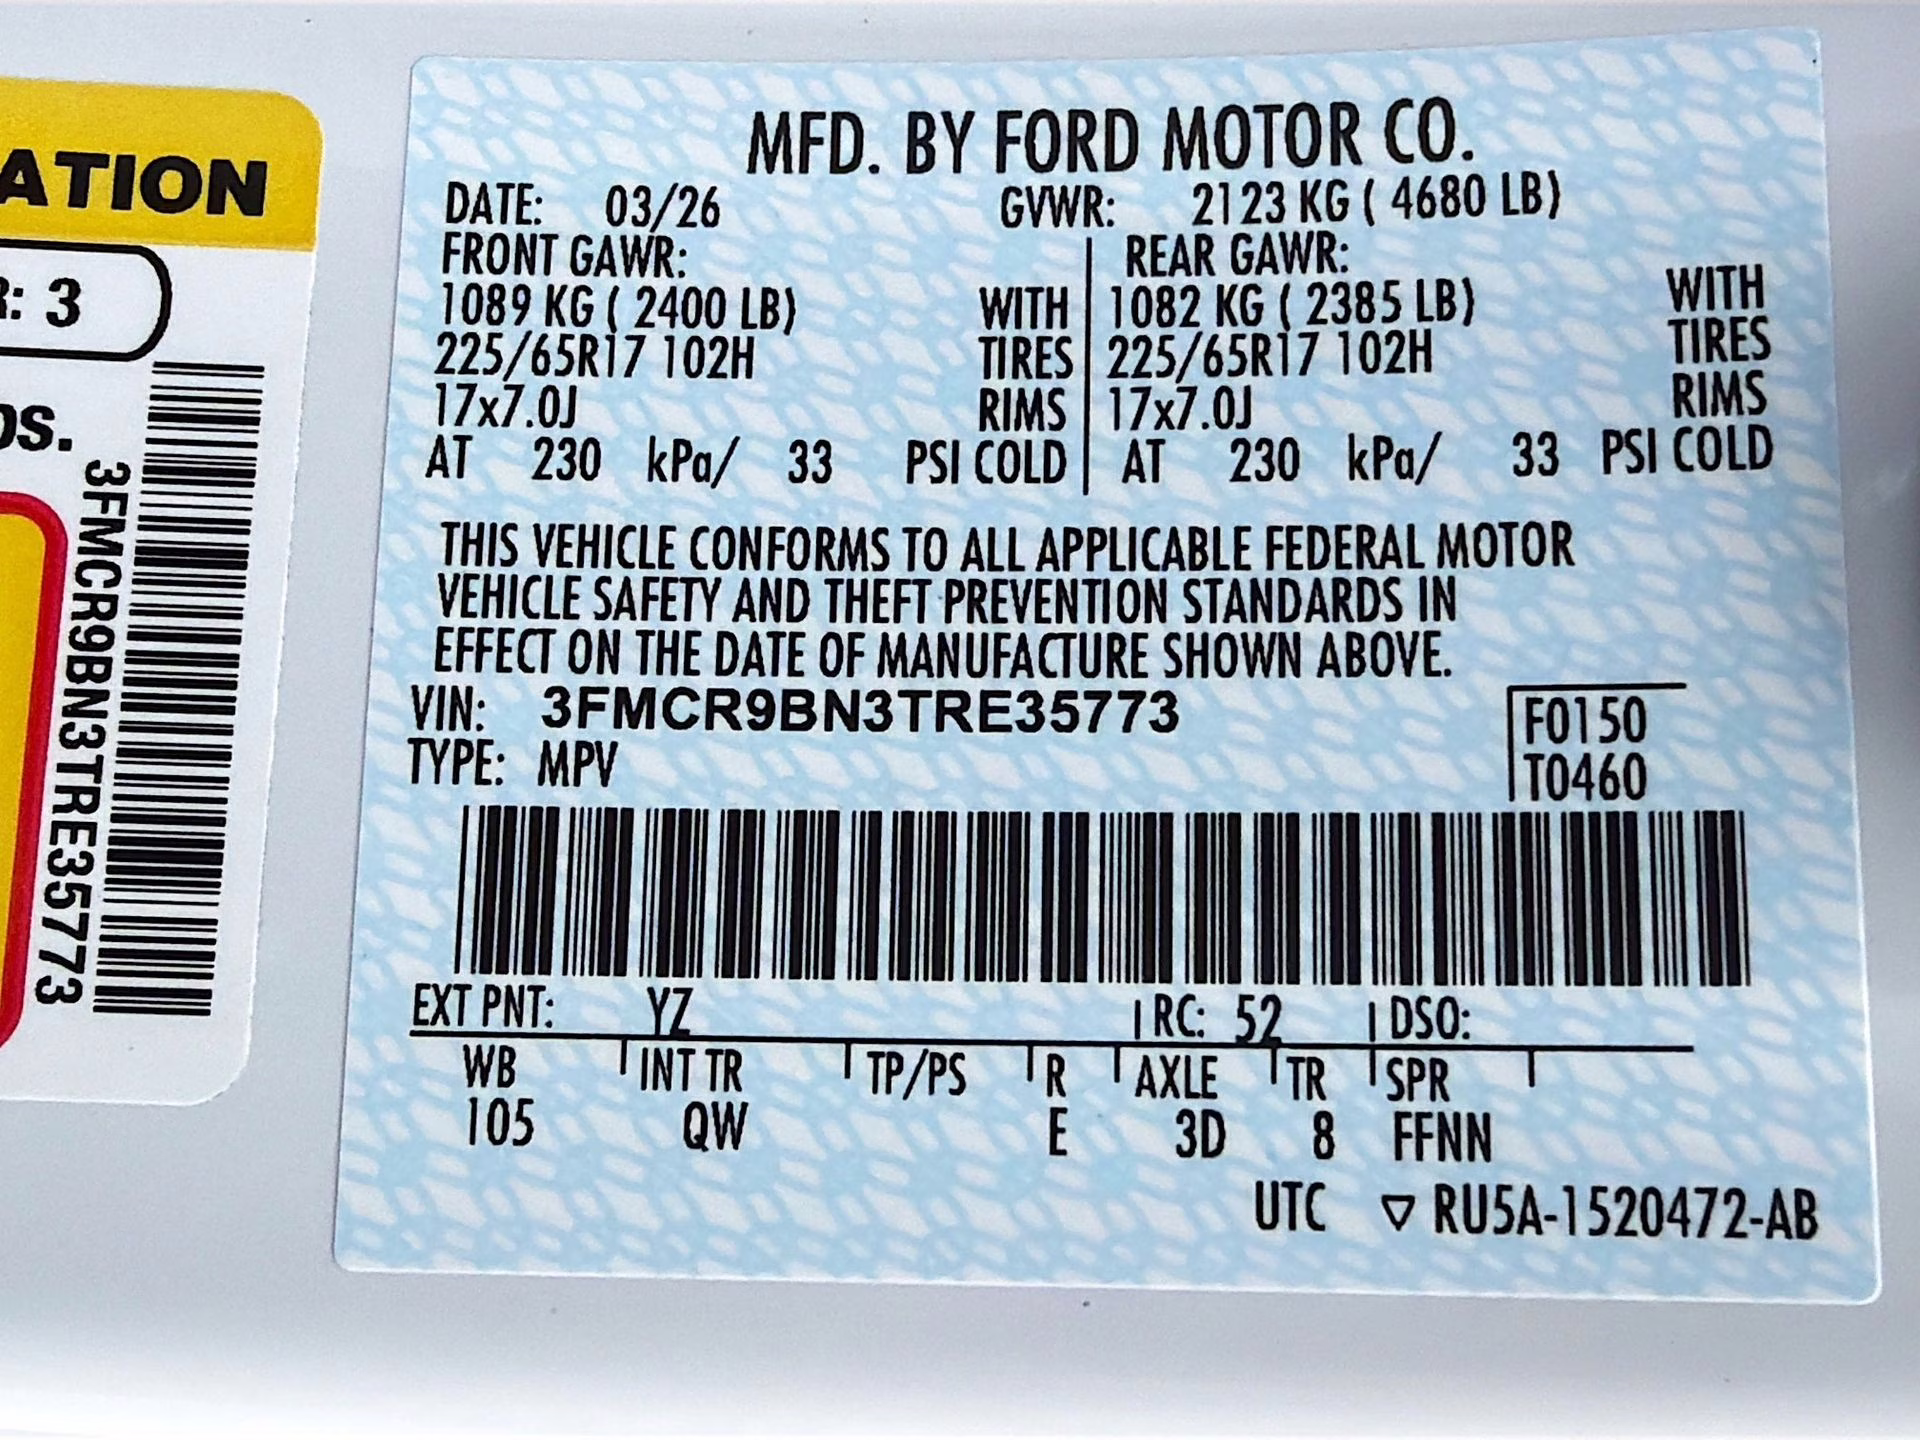 ATION
R: 3
os.
3FMCR9BN3TRE35773
MFD. BY FORD MOTOR CO.
DATE: 03/26 GVWR: 2123 KG ( 4680 LB)
FRONT GAWR: REAR GAWR:
1089 KG ( 2400 LB) WITH 1082 KG ( 2385 LB) WITH
225/65R17 102H TIRES 225/65R17 102H TIRES
17x7.0J RIMS 17x7.0J RIMS
AT 230 kPa/ 33 PSI COLD AT 230 kPa/ 33 PSI COLD
THIS VEHICLE CONFORMS TO ALL APPLICABLE FEDERAL MOTOR
VEHICLE SAFETY AND THEFT PREVENTION STANDARDS IN
EFFECT ON THE DATE OF MANUFACTURE SHOWN ABOVE.
VIN: 3FMCR9BN3TRE35773 F0150
TYPE: MPV T0460
EXT PNT: YZ RC: 52 DSO:
WB INT TR TP/PS R AXLE TR SPR
105 QW E 3D 8 FFNN
UTC ▽ RU5A-1520472-AB